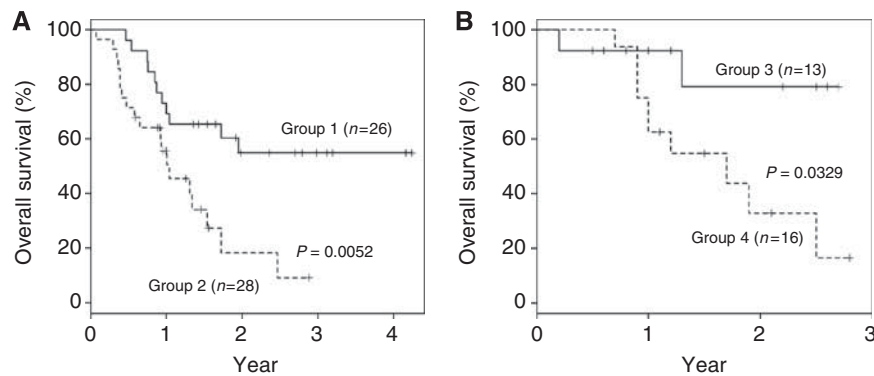 A
Overall survival (%)
100
80
60
40
20
0
0
1
2
3
4
Year
Group 1 (n=26)
P = 0.0052
Group 2 (n=28)
B
Overall survival (%)
100
80
60
40
20
0
0
1
2
3
Year
Group 3 (n=13)
P = 0.0329
Group 4 (n=16)